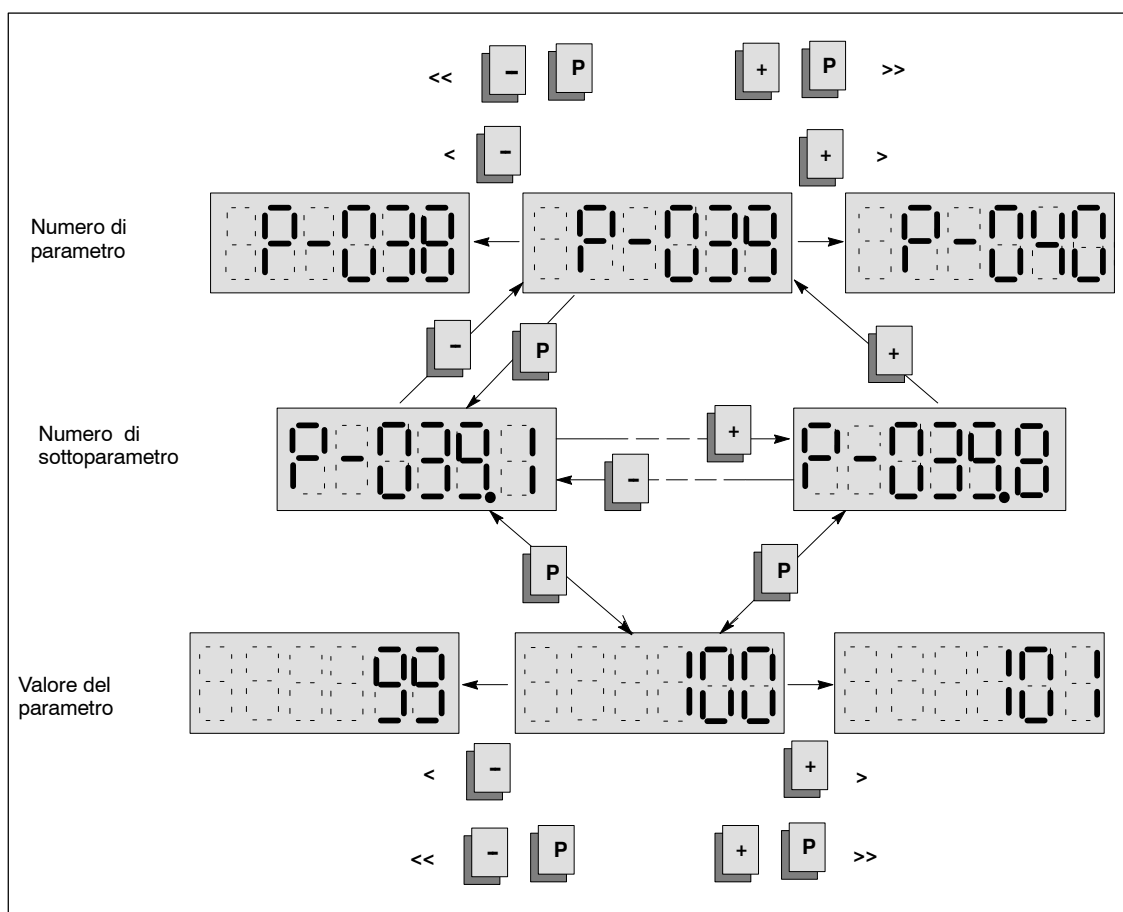 << - P + P >>
< - + >
Numero di
parametro
P-038 P-039 P-040
- P +
Numero di
sottoparametro
P-039.1 + P-039.8
-
P P
Valore del
parametro
99 100 101
< - + >
<< - P + P >>